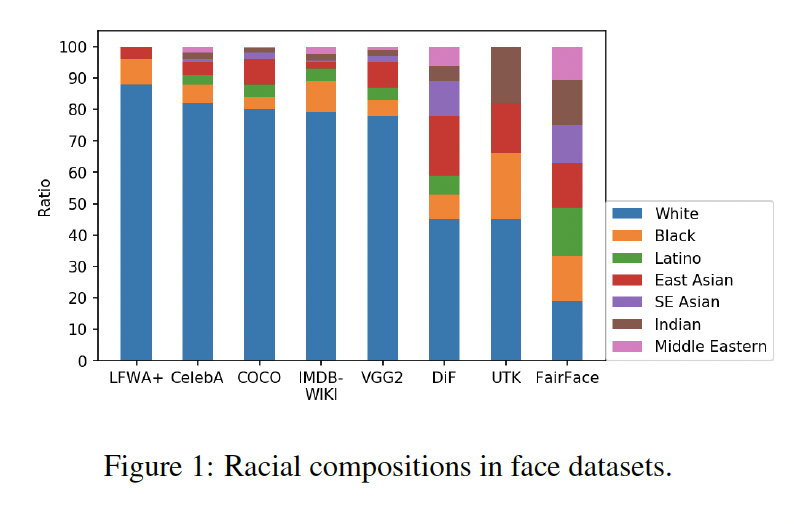 100
90
80
70
60
50
40
30
20
10
0
Ratio
White
Black
Latino
East Asian
SE Asian
Indian
Middle Eastern
LFWA+ CelebA COCO IMDB- VGG2 DiF UTK FairFace
WIKI
Figure 1: Racial compositions in face datasets.